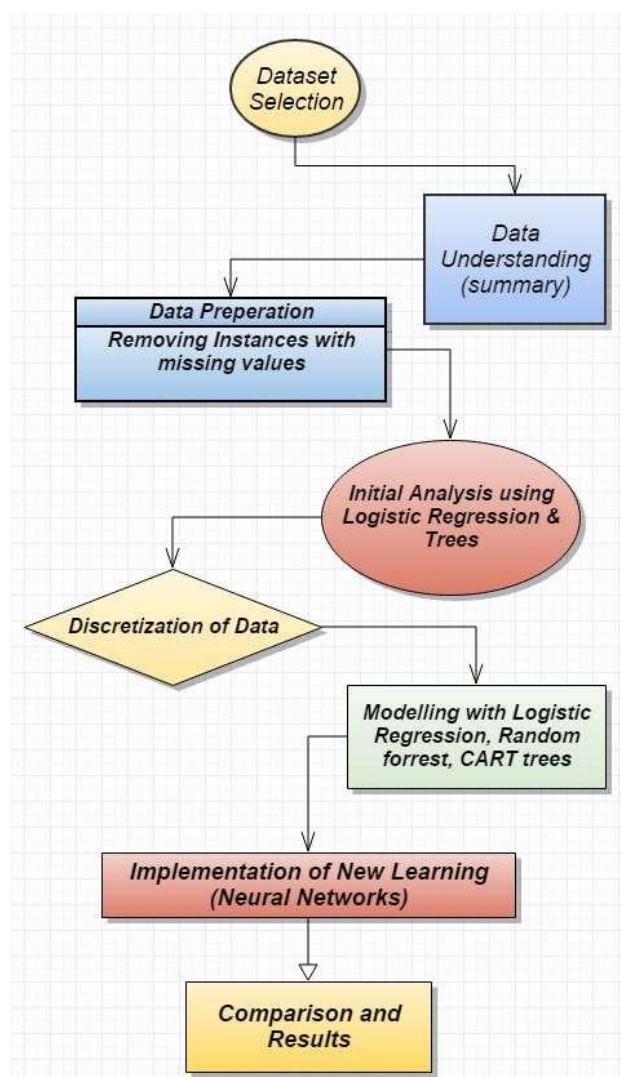 Dataset
Selection
Data
Understanding
(summary)
Data Preperation
Removing Instances with
missing values
Initial Analysis using
Logistic Regression &
Trees
Discretization of Data
Modelling with Logistic
Regression, Random
forrest, CART trees
Implementation of New Learning
(Neural Networks)
Comparison and
Results